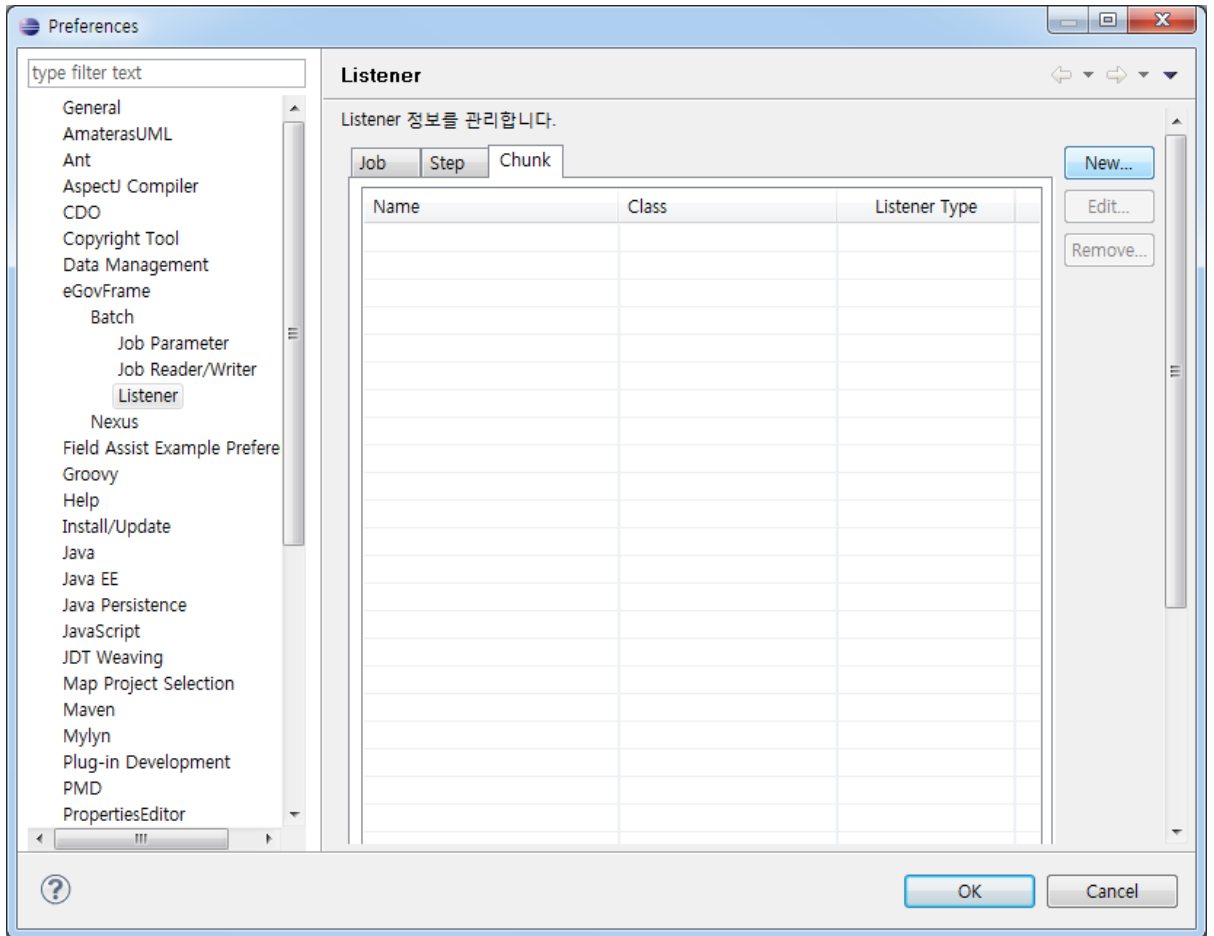 Preferences
type filter text
General
AmaterasUML
Ant
AspectJ Compiler
CDO
Copyright Tool
Data Management
eGovFrame
Batch
Job Parameter
Job Reader/Writer
Listener
Nexus
Field Assist Example Prefere
Groovy
Help
Install/Update
Java
Java EE
Java Persistence
JavaScript
JDT Weaving
Map Project Selection
Maven
Mylyn
Plug-in Development
PMD
PropertiesEditor
Listener
Listener 정보를 관리합니다.
Job Step Chunk
Name Class Listener Type
New...
Edit...
Remove...
OK Cancel